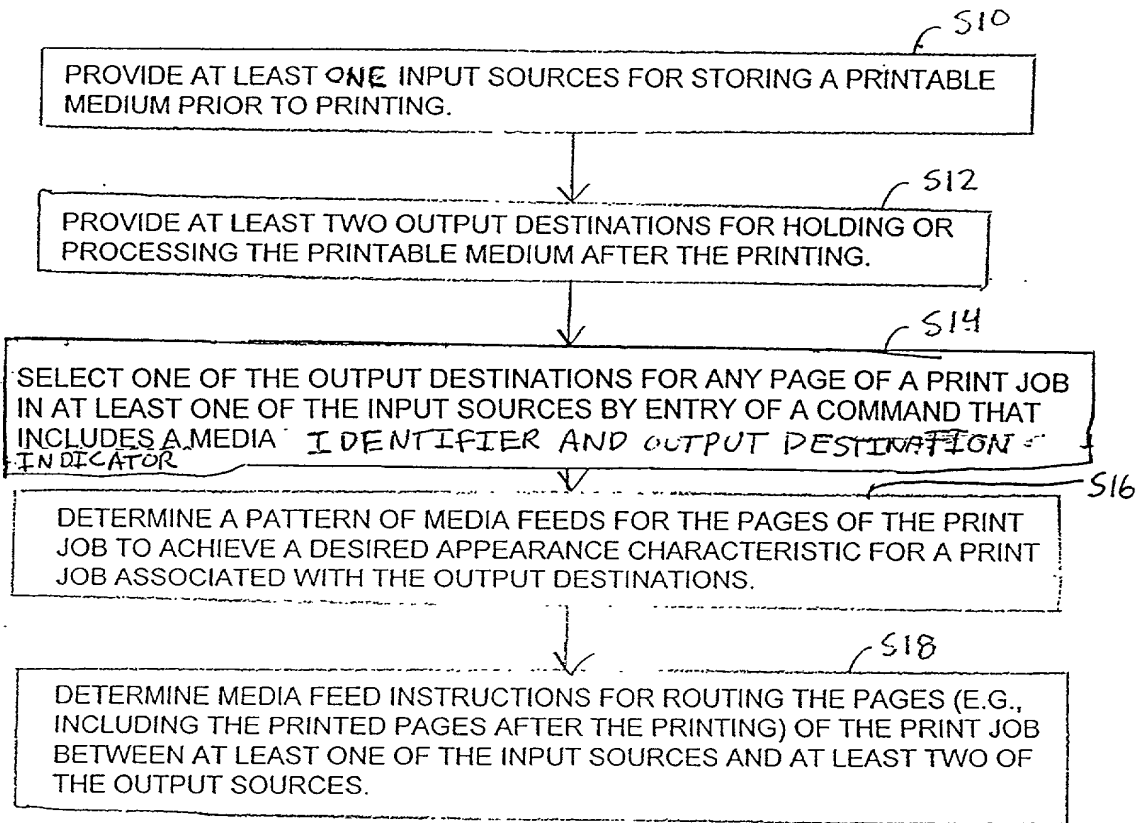 S10
PROVIDE AT LEAST ONE INPUT SOURCES FOR STORING A PRINTABLE
MEDIUM PRIOR TO PRINTING.
S12
PROVIDE AT LEAST TWO OUTPUT DESTINATIONS FOR HOLDING OR
PROCESSING THE PRINTABLE MEDIUM AFTER THE PRINTING.
S14
SELECT ONE OF THE OUTPUT DESTINATIONS FOR ANY PAGE OF A PRINT JOB
IN AT LEAST ONE OF THE INPUT SOURCES BY ENTRY OF A COMMAND THAT
INCLUDES A MEDIA IDENTIFIER AND OUTPUT DESTINATION
INDICATOR
S16
DETERMINE A PATTERN OF MEDIA FEEDS FOR THE PAGES OF THE PRINT
JOB TO ACHIEVE A DESIRED APPEARANCE CHARACTERISTIC FOR A PRINT
JOB ASSOCIATED WITH THE OUTPUT DESTINATIONS.
S18
DETERMINE MEDIA FEED INSTRUCTIONS FOR ROUTING THE PAGES (E.G.,
INCLUDING THE PRINTED PAGES AFTER THE PRINTING) OF THE PRINT JOB
BETWEEN AT LEAST ONE OF THE INPUT SOURCES AND AT LEAST TWO OF
THE OUTPUT SOURCES.